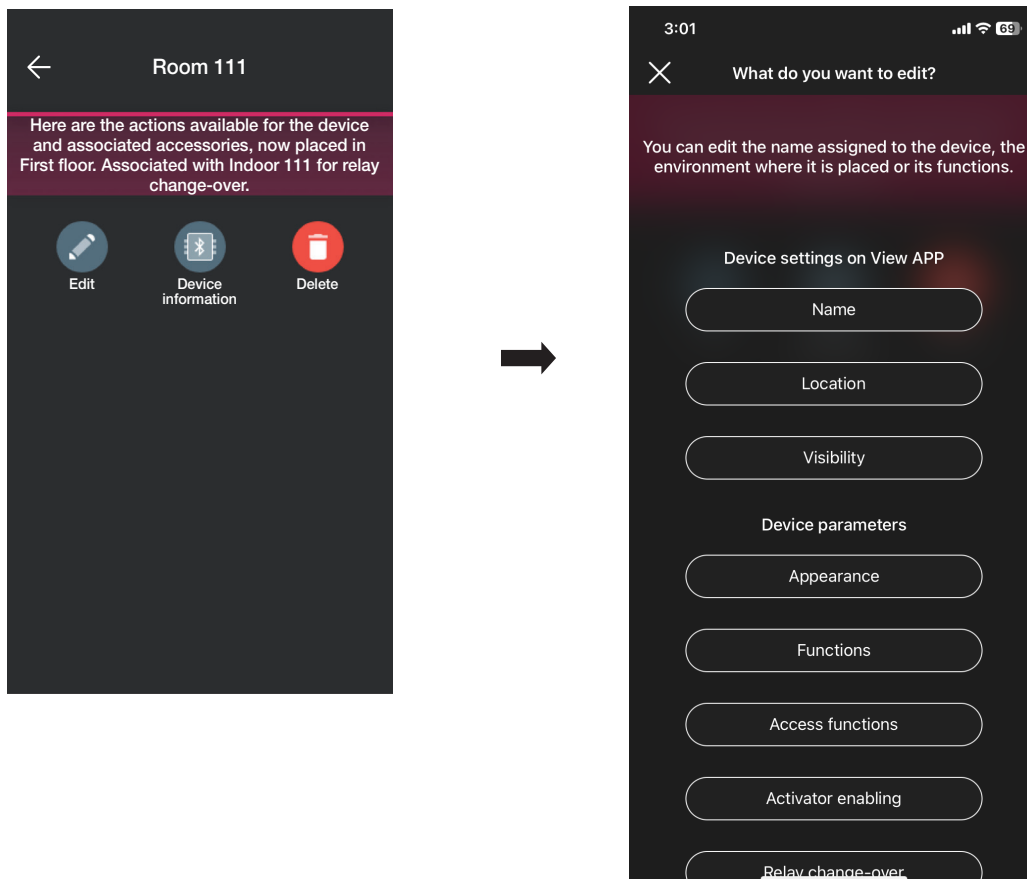 Room 111
Here are the actions available for the device
and associated accessories, now placed in
First floor. Associated with Indoor 111 for relay
change-over.
Edit
Device
information
Delete
3:01
69
What do you want to edit?
You can edit the name assigned to the device, the
environment where it is placed or its functions.
Device settings on View APP
Name
Location
Visibility
Device parameters
Appearance
Functions
Access functions
Activator enabling
Relay change-over